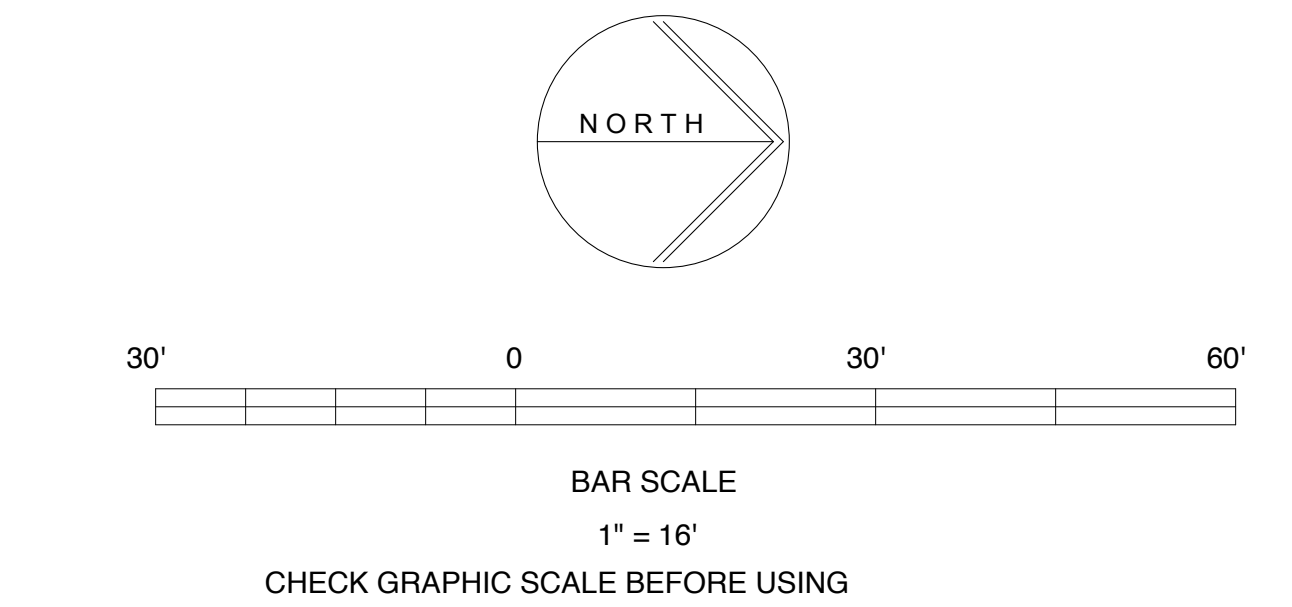 NORTH
30' 0 30' 60'
BAR SCALE
1" = 16'
CHECK GRAPHIC SCALE BEFORE USING